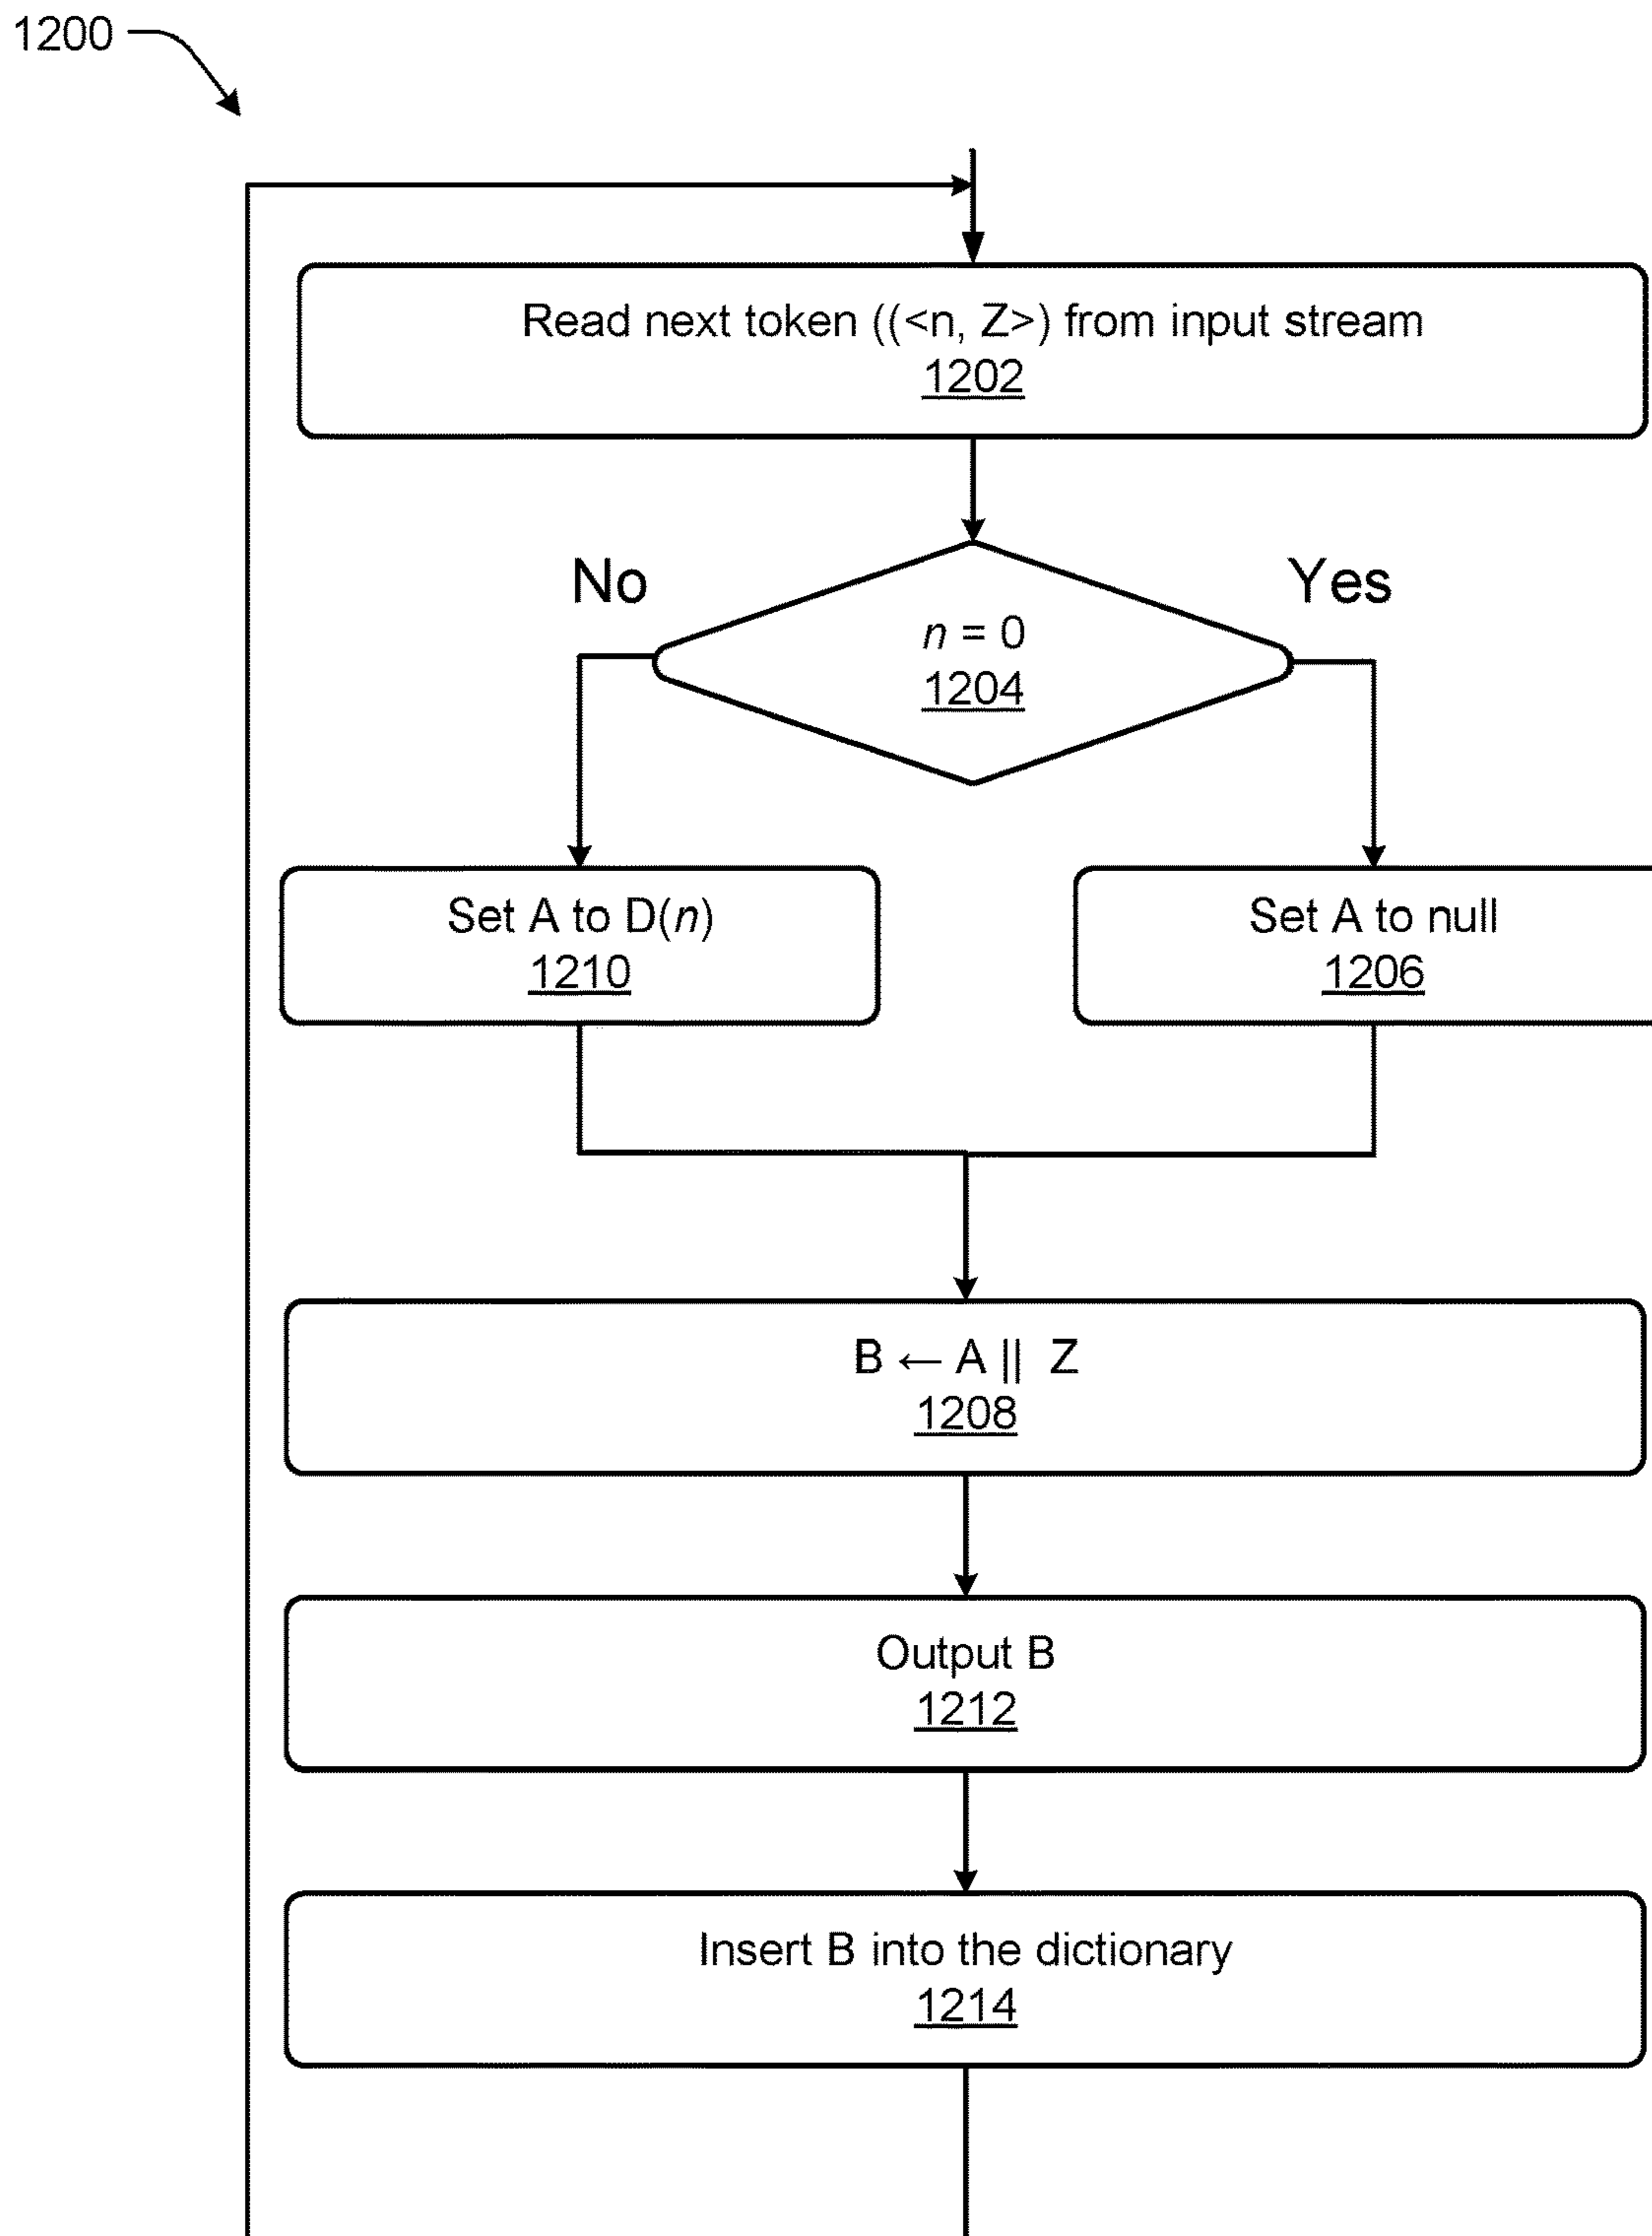 1200
Read next token ((<n, Z>) from input stream
1202
No
Yes
n = 0
1204
Set A to D(n)
1210
Set A to null
1206
B ← A || Z
1208
Output B
1212
Insert B into the dictionary
1214